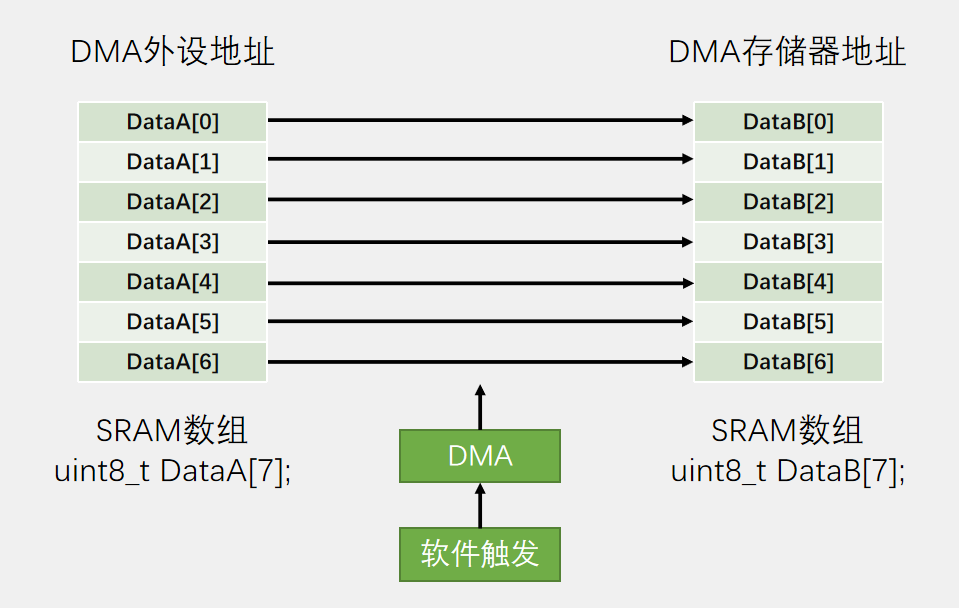 DMA外设地址
DMA存储器地址
DataA[0]
DataB[0]
DataA[1]
DataB[1]
DataA[2]
DataB[2]
DataA[3]
DataB[3]
DataA[4]
DataB[4]
DataA[5]
DataB[5]
DataA[6]
DataB[6]
SRAM数组
uint8_t DataA[7];
SRAM数组
uint8_t DataB[7];
DMA
软件触发